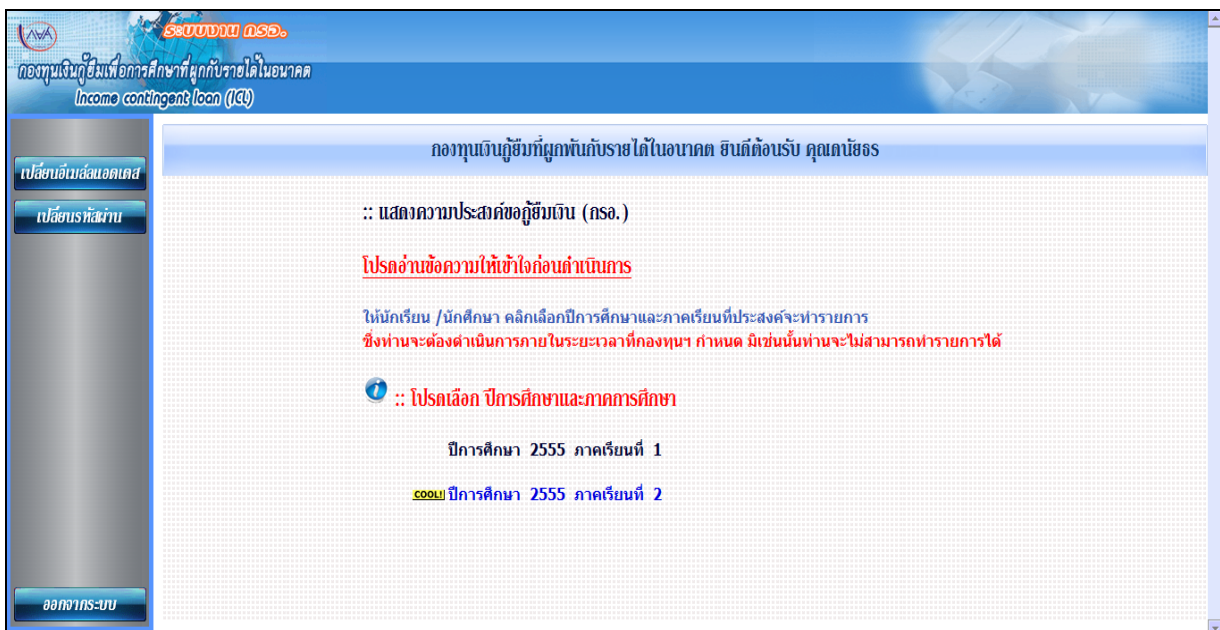 ระบบงาน กรอ.
กองทุนเงินกู้ยืมเพื่อการศึกษาที่ผูกกับรายได้ในอนาคต
Income contingent loan (ICL)
กองทุนเงินกู้ยืมที่ผูกพันกับรายได้ในอนาคต ยินดีต้อนรับ คุณดนัยธร
เปลี่ยนอีเมล์แอดเดส
เปลี่ยนรหัสผ่าน
:: แสดงความประสงค์ขอกู้ยืมเงิน (กรอ.)
โปรดอ่านข้อความให้เข้าใจก่อนดำเนินการ
ให้นักเรียน /นักศึกษา คลิกเลือกปีการศึกษาและภาคเรียนที่ประสงค์จะทำรายการ
ซึ่งท่านจะต้องดำเนินการภายในระยะเวลาที่กองทุนฯ กำหนด มิเช่นนั้นท่านจะไม่สามารถทำรายการได้
:: โปรดเลือก ปีการศึกษาและภาคการศึกษา
ปีการศึกษา 2555 ภาคเรียนที่ 1
COOL! ปีการศึกษา 2555 ภาคเรียนที่ 2
ออกจากระบบ